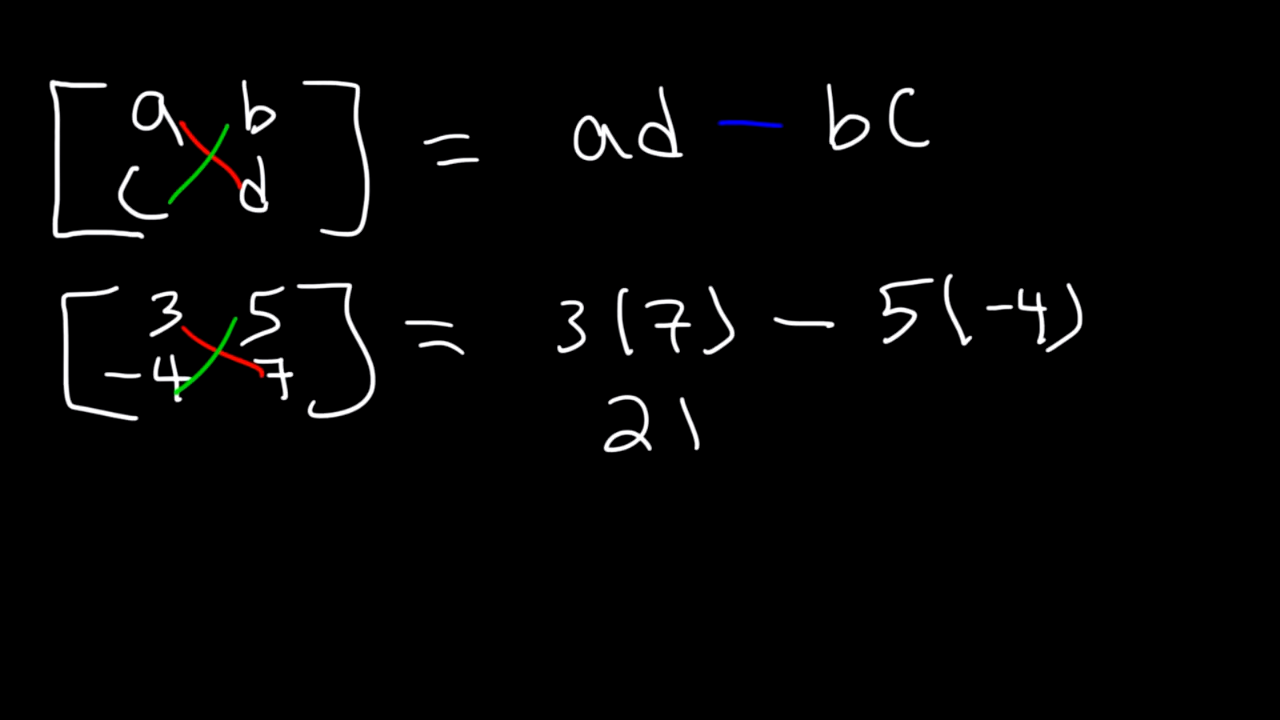 [a b
c d] = ad - bc
[3 5
-4 7] = 3(7) - 5(-4)
21